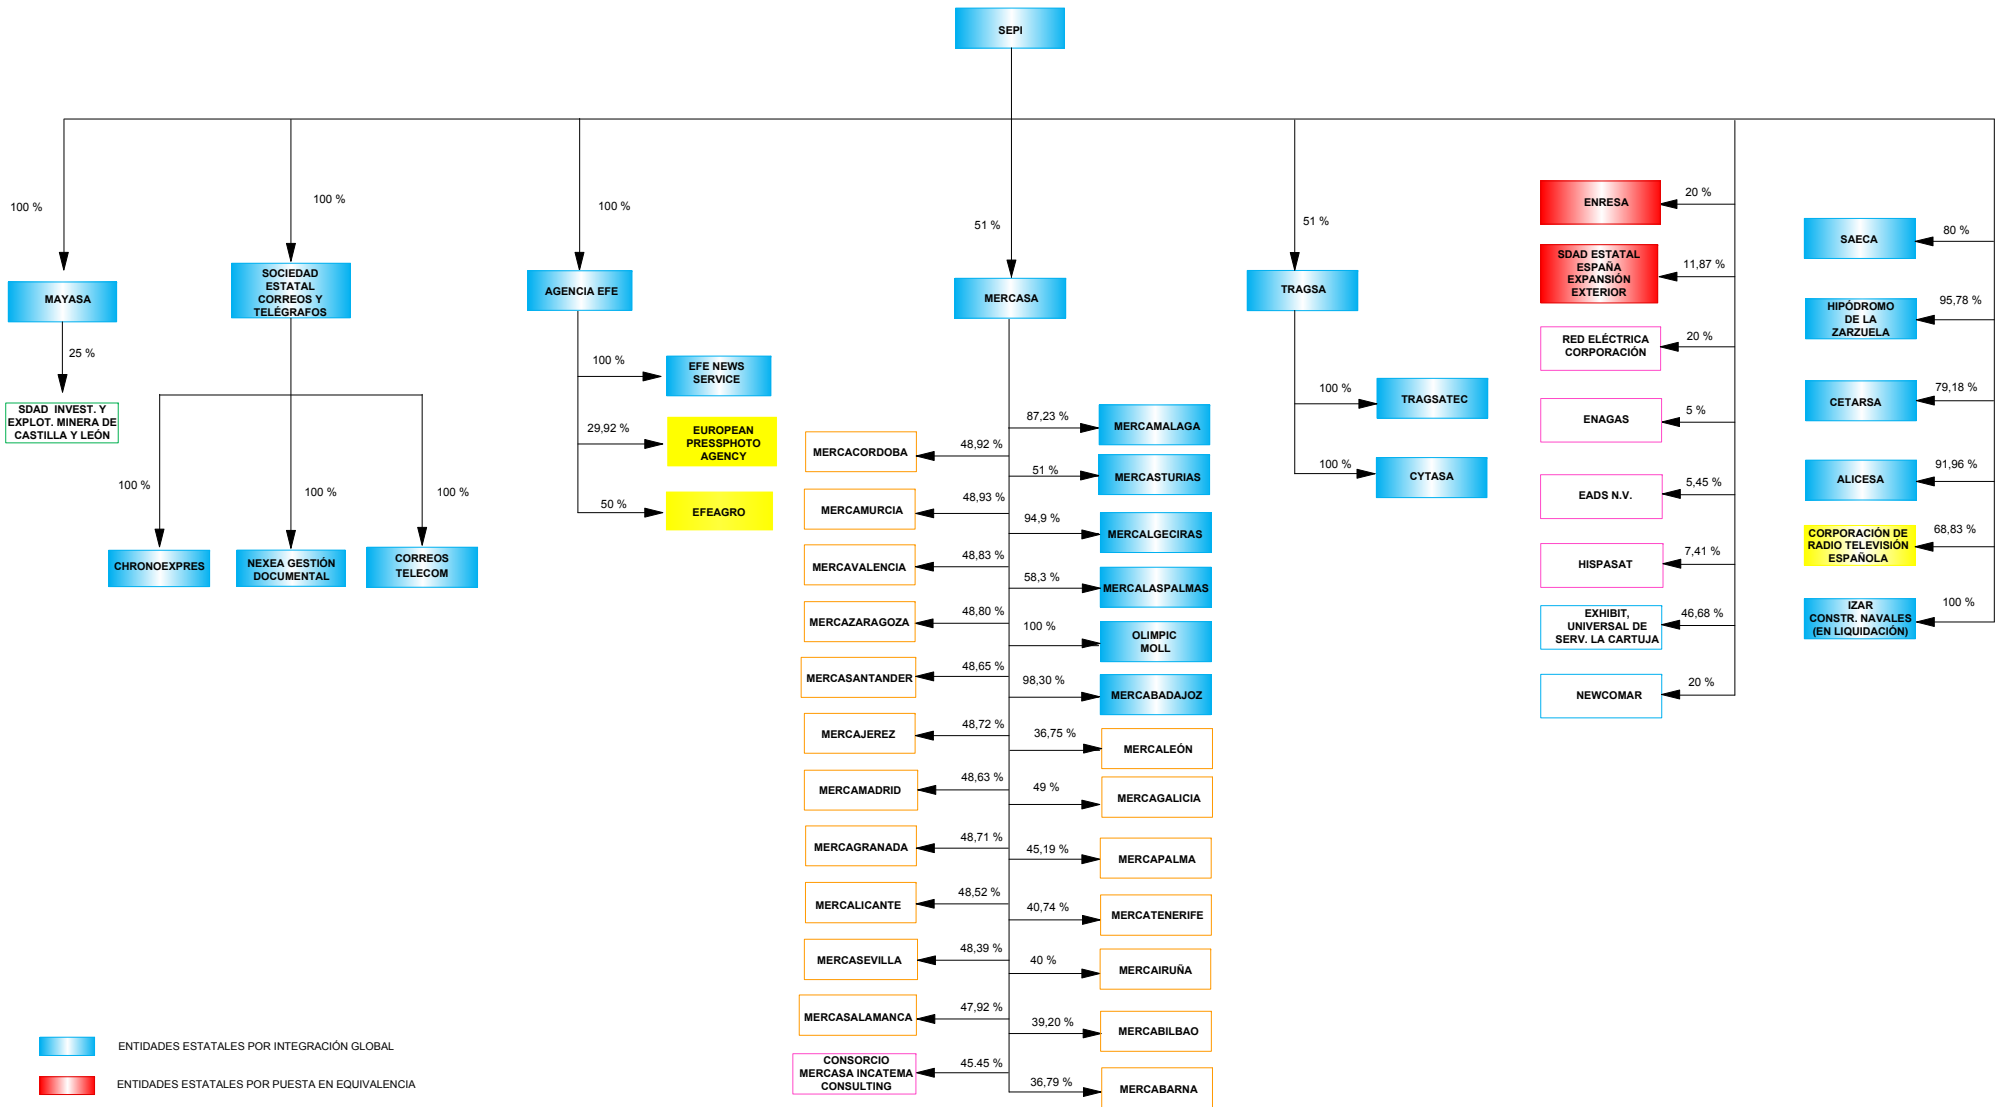 SEPI
100 %
100 %
100 %
51 %
51 %
MAYASA
25 %
SDAD  INVEST. Y
EXPLOT. MINERA DE
CASTILLA Y LEÓN
SOCIEDAD
ESTATAL
CORREOS Y
TELÉGRAFOS
100 %
100 %
100 %
CHRONOEXPRES
NEXEA GESTIÓN
DOCUMENTAL
CORREOS
TELECOM
AGENCIA EFE
100 %
EFE NEWS
SERVICE
29,92 %
EUROPEAN
PRESSPHOTO
AGENCY
50 %
EFEAGRO
MERCASA
MERCACORDOBA
48,92 %
MERCAMURCIA
48,93 %
MERCAVALENCIA
48,83 %
MERCAZARAGOZA
48,80 %
MERCASANTANDER
48,65 %
MERCAJEREZ
48,72 %
MERCAMADRID
48,63 %
MERCAGRANADA
48,71 %
MERCALICANTE
48,52 %
MERCASEVILLA
48,39 %
MERCASALAMANCA
47,92 %
CONSORCIO
MERCASA INCATEMA
CONSULTING
45.45 %
87,23 %
MERCAMALAGA
51 %
MERCASTURIAS
94,9 %
MERCALGECIRAS
58,3 %
MERCALASPALMAS
100 %
OLIMPIC
MOLL
98,30 %
MERCABADAJOZ
36,75 %
MERCALEÓN
49 %
MERCAGALICIA
45,19 %
MERCAPALMA
40,74 %
MERCATENERIFE
40 %
MERCAIRUÑA
39,20 %
MERCABILBAO
36,79 %
MERCABARNA
TRAGSA
100 %
TRAGSATEC
100 %
CYTASA
ENRESA
20 %
SDAD ESTATAL
ESPAÑA
EXPANSIÓN
EXTERIOR
11,87 %
RED ELÉCTRICA
CORPORACIÓN
20 %
ENAGAS
5 %
EADS N.V.
5,45 %
HISPASAT
7,41 %
EXHIBIT,
UNIVERSAL DE
SERV. LA CARTUJA
46,68 %
NEWCOMAR
20 %
SAECA
80 %
HIPÓDROMO
DE LA
ZARZUELA
95,78 %
CETARSA
79,18 %
ALICESA
91,96 %
CORPORACIÓN DE
RADIO TELEVISIÓN
ESPAÑOLA
68,83 %
IZAR
CONSTR. NAVALES
(EN LIQUIDACIÓN)
100 %
ENTIDADES ESTATALES POR INTEGRACIÓN GLOBAL
ENTIDADES ESTATALES POR PUESTA EN EQUIVALENCIA